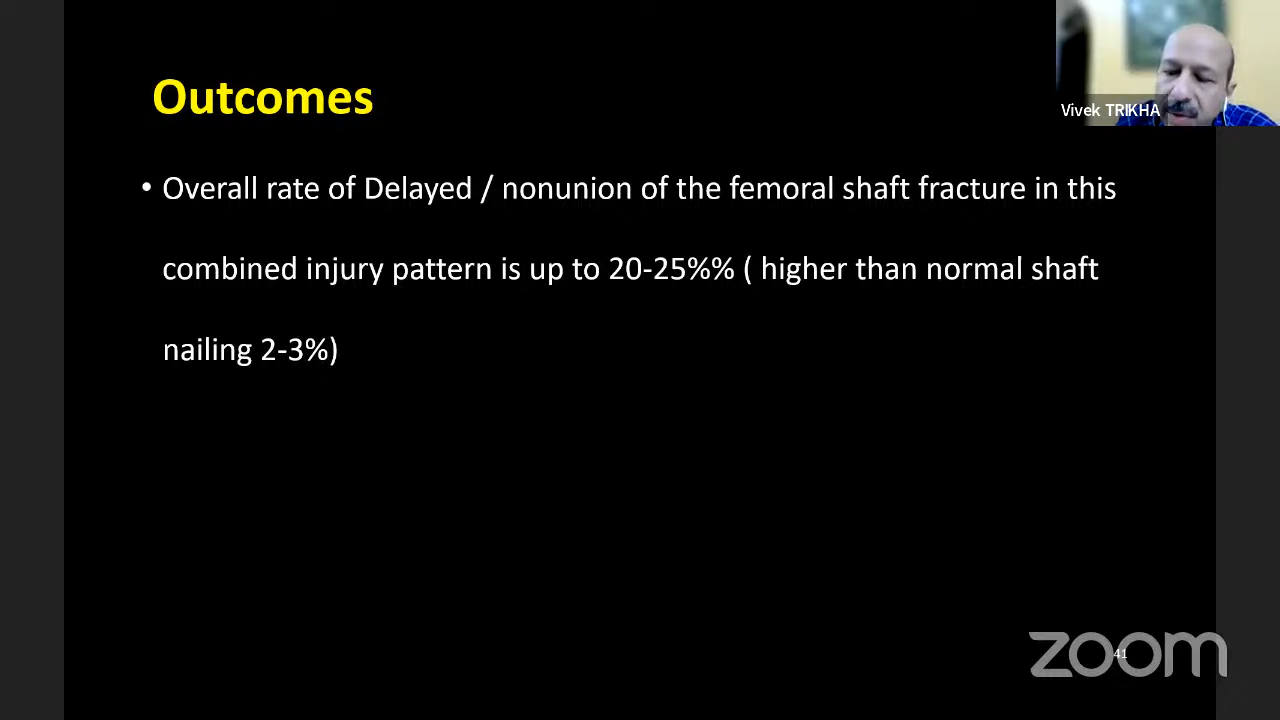 Outcomes
Vivek TRIKHA
• Overall rate of Delayed / nonunion of the femoral shaft fracture in this
combined injury pattern is up to 20-25%% ( higher than normal shaft
nailing 2-3%)
zoom
41